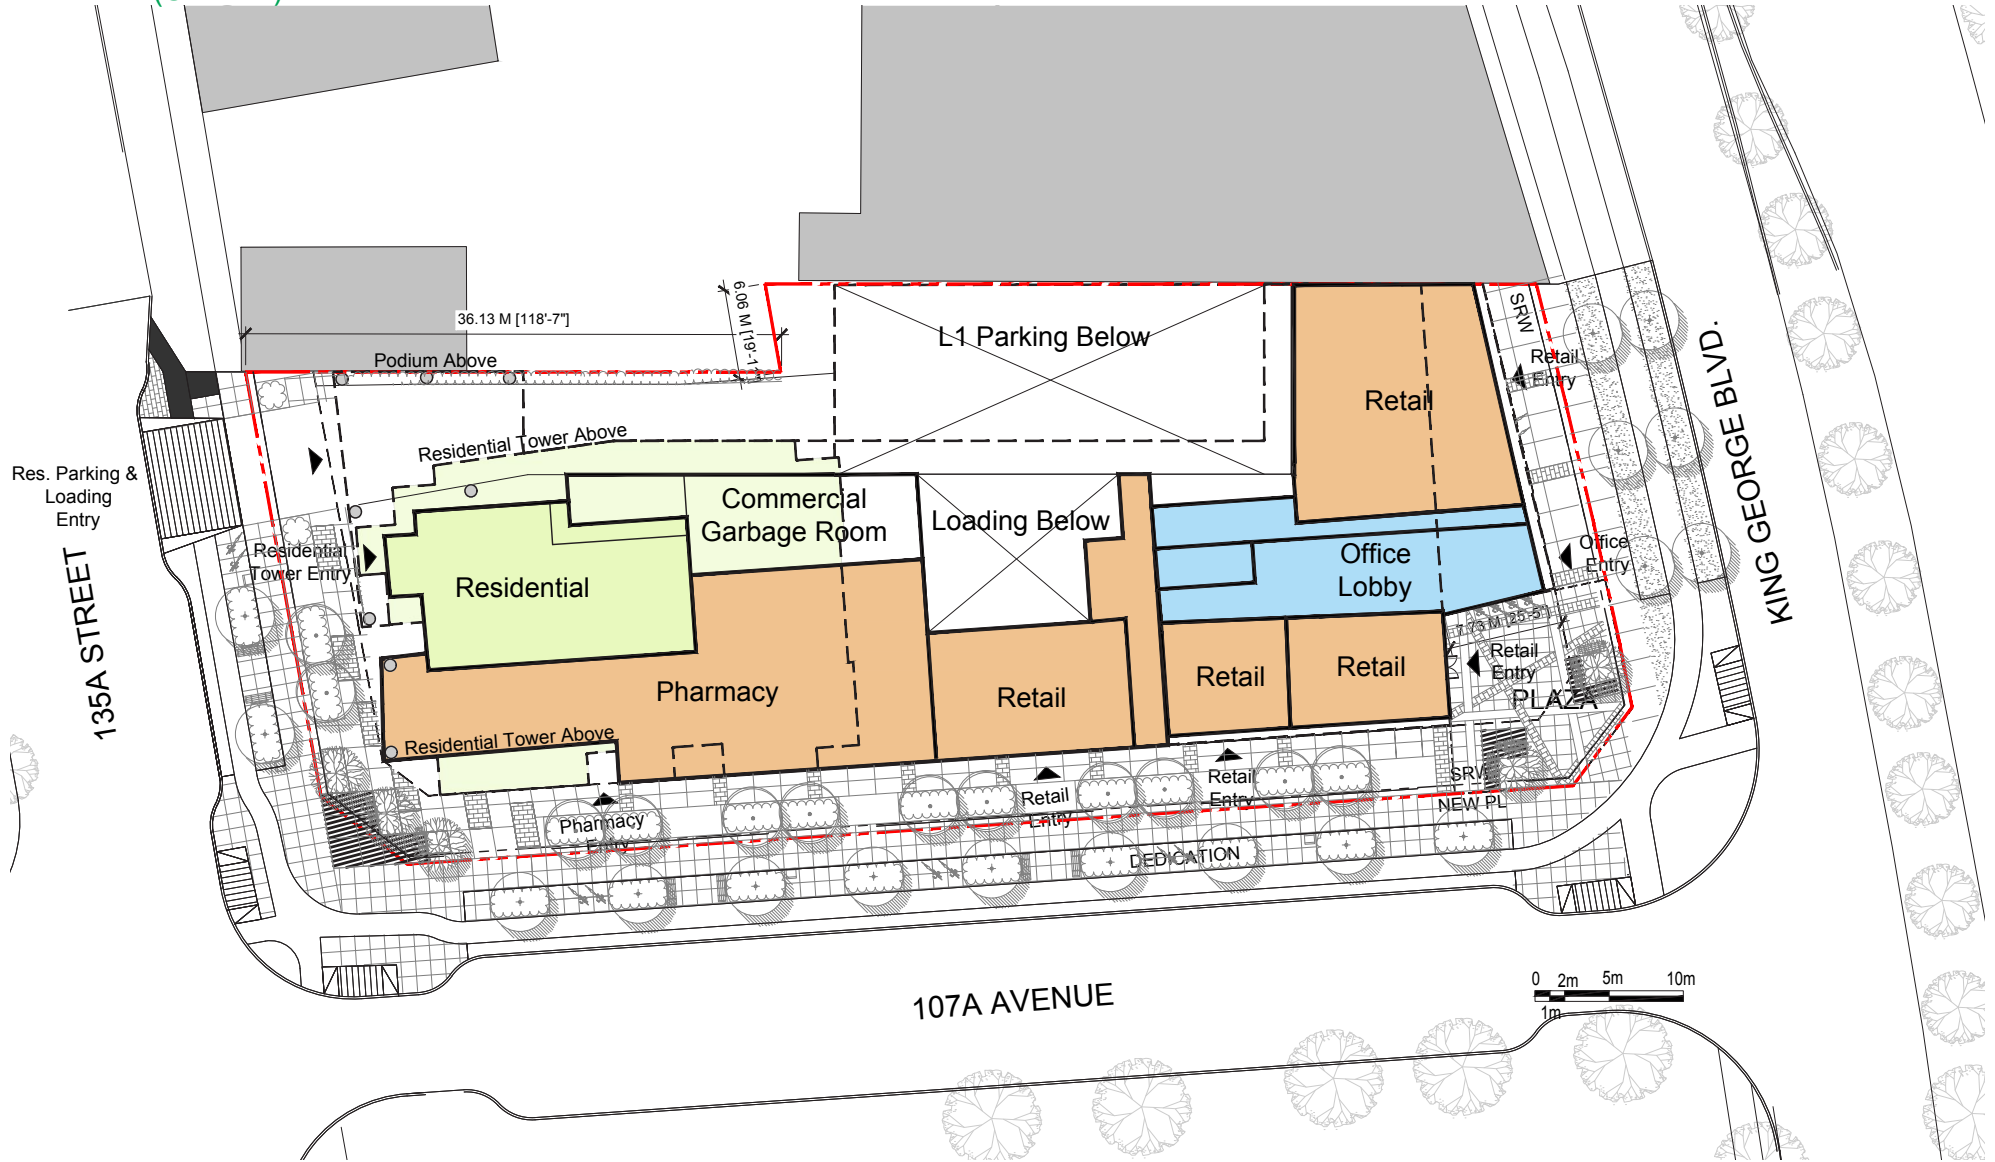 36.13 M [118'-7"]
6.06 M [19'-11"]
Podium Above
L1 Parking Below
SRW
Retail
Entry
Retail
KING GEORGE BLVD.
Residential Tower Above
Res. Parking &
Loading
Entry
Commercial
Garbage Room
Loading Below
Residential
Tower Entry
Residential
Office
Lobby
Office
Entry
135A STREET
7.73 M [25'-5"]
Retail
Entry
PLAZA
Pharmacy
Retail
Retail
Retail
Residential Tower Above
Pharmacy
Entry
Retail
Entry
Retail
Entry
SRW
NEW PL
DEDICATION
107A AVENUE
0 2m 5m 10m
1m